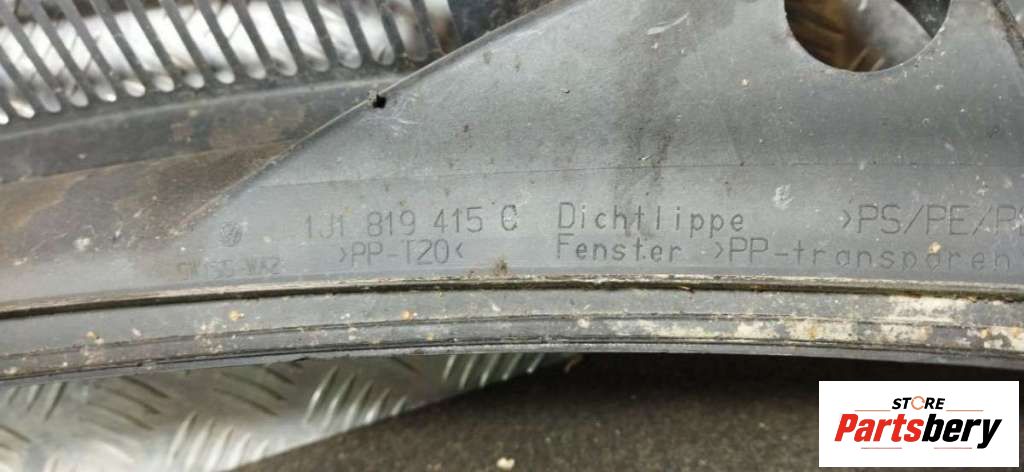 1J1 819 415 C Dichtlippe >PS/PE/P
>PP-T20< Fenster >PP-transparen
STORE
Partsbery